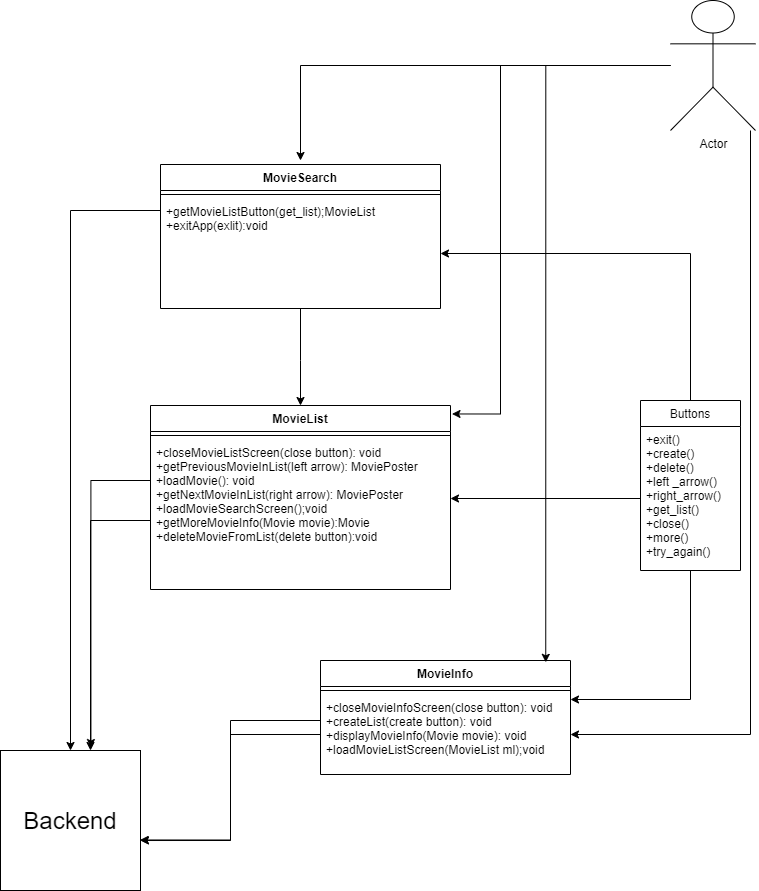 Actor
MovieSearch
+getMovieListButton(get_list);MovieList
+exitApp(exlit):void
MovieList
+closeMovieListScreen(close button): void
+getPreviousMovieInList(left arrow): MoviePoster
+loadMovie(): void
+getNextMovieInList(right arrow): MoviePoster
+loadMovieSearchScreen();void
+getMoreMovieInfo(Movie movie):Movie
+deleteMovieFromList(delete button):void
Buttons
+exit()
+create()
+delete()
+left _arrow()
+right_arrow()
+get_list()
+close()
+more()
+try_again()
MovieInfo
+closeMovieInfoScreen(close button): void
+createList(create button): void
+displayMovieInfo(Movie movie): void
+loadMovieListScreen(MovieList ml);void
Backend